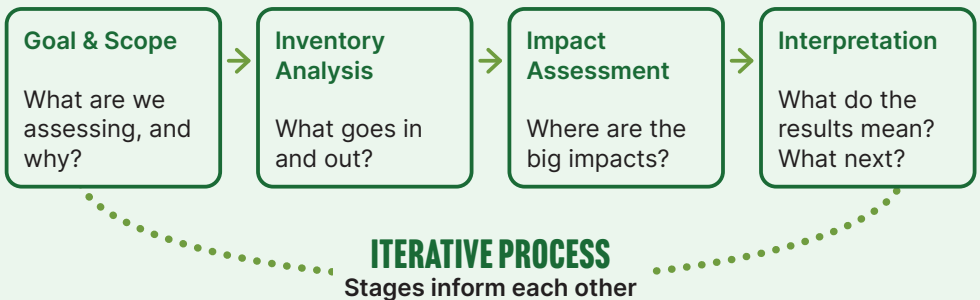 Goal & Scope
What are we
assessing, and
why?
Inventory
Analysis
What goes in
and out?
Impact
Assessment
Where are the
big impacts?
Interpretation
What do the
results mean?
What next?
ITERATIVE PROCESS
Stages inform each other